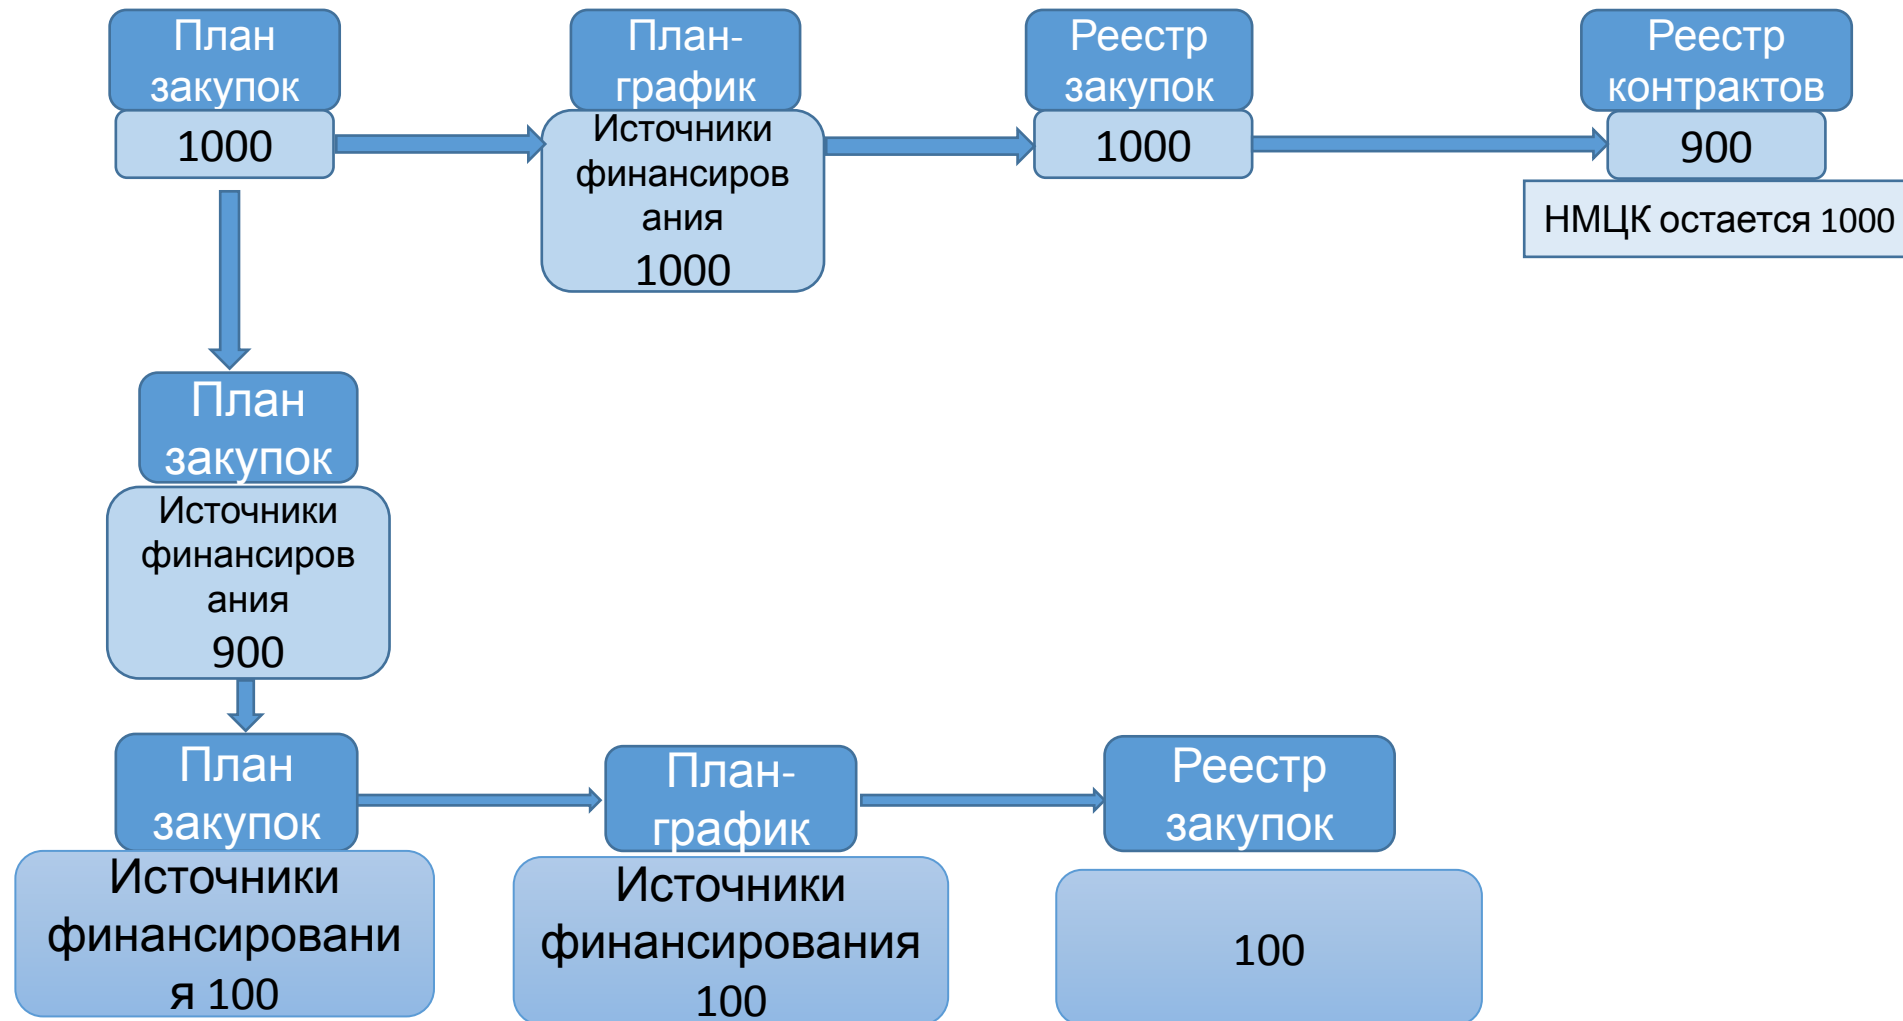 План
закупок
1000
План-
график
Источники
финансиров
ания
1000
Реестр
закупок
1000
Реестр
контрактов
900
НМЦК остается 1000
План
закупок
Источники
финансиров
ания
900
План
закупок
Источники
финансировани
я 100
План-
график
Источники
финансирования
100
Реестр
закупок
100